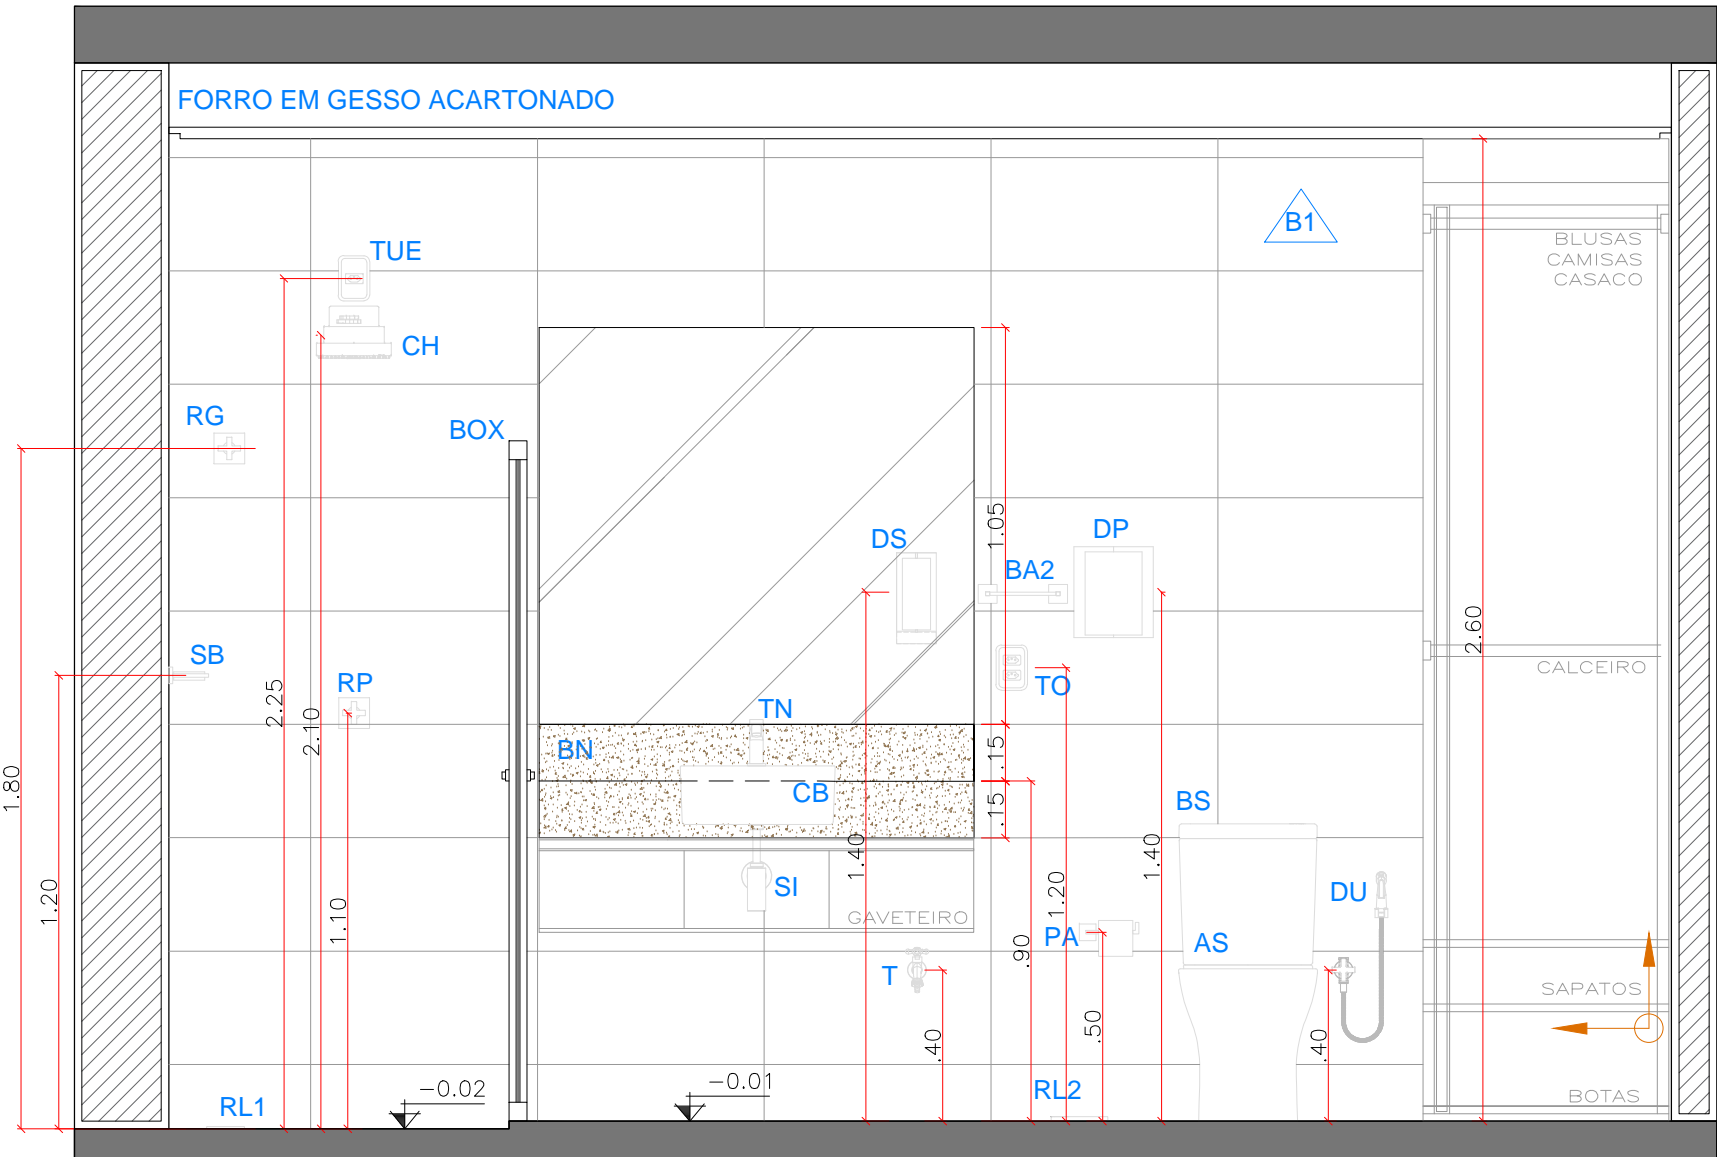 FORRO EM GESSO ACARTONADO
B1
BLUSAS
CAMISAS
CASACO
TUE
CH
RG
BOX
1.05
DS
DP
BA2
2.60
SB
RP
2.25
2.10
TO
CALCEIRO
TN
BN
.15
1.80
CB
.15
BS
1.40
1.40
1.20
1.10
SI
GAVETEIRO
1.20
DU
PA
AS
.90
T
SAPATOS
.50
.40
.40
-0.02
-0.01
RL1
RL2
BOTAS